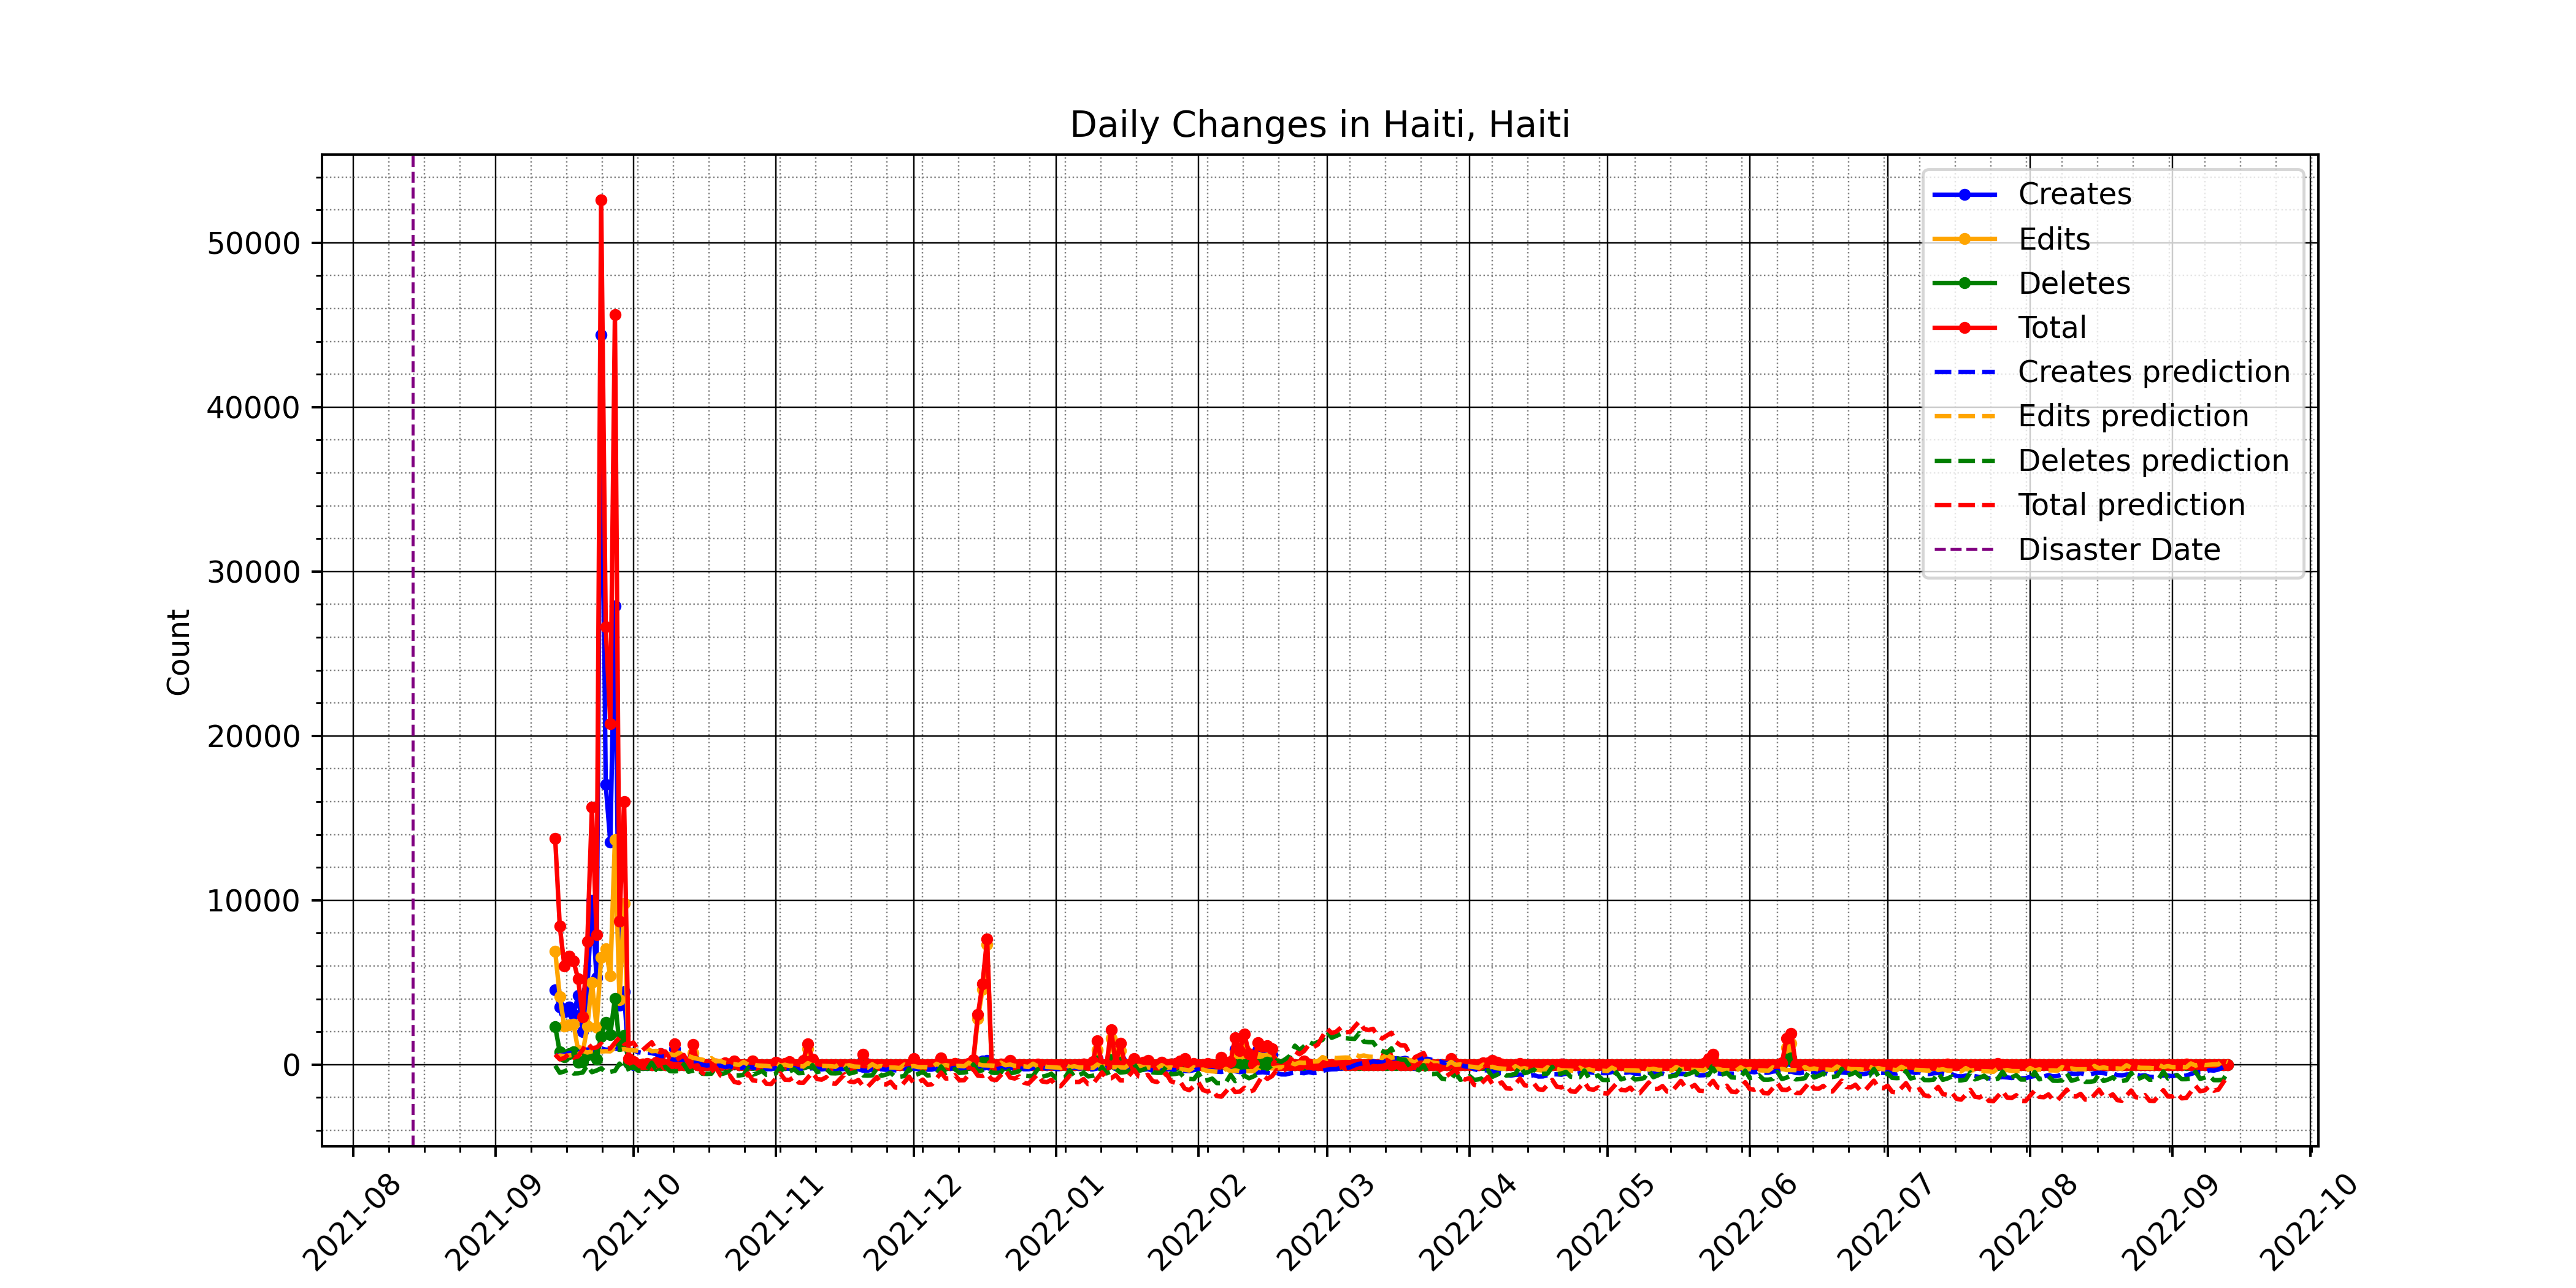 Daily Changes in Haiti, Haiti
Count
50000
40000
30000
20000
10000
0
2021-08
2021-09
2021-10
2021-11
2021-12
2022-01
2022-02
2022-03
2022-04
2022-05
2022-06
2022-07
2022-08
2022-09
2022-10
Creates
Edits
Deletes
Total
Creates prediction
Edits prediction
Deletes prediction
Total prediction
Disaster Date